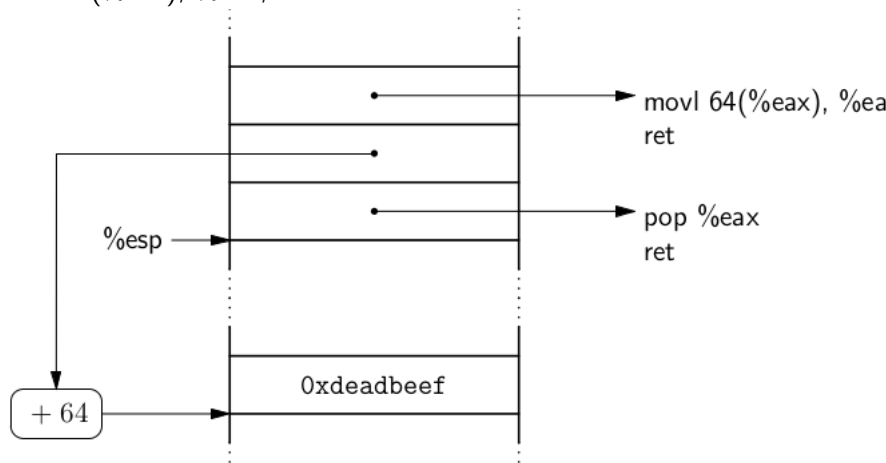 movl 64(%eax), %ea
ret
pop %eax
ret
%esp
0xdeadbeef
+ 64